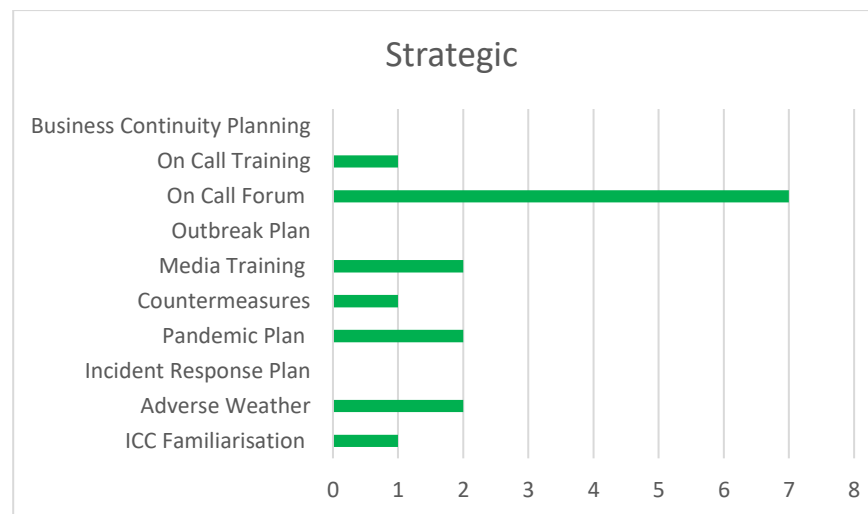 Strategic
Business Continuity Planning
On Call Training
On Call Forum
Outbreak Plan
Media Training
Countermeasures
Pandemic Plan
Incident Response Plan
Adverse Weather
ICC Familiarisation
0 1 2 3 4 5 6 7 8